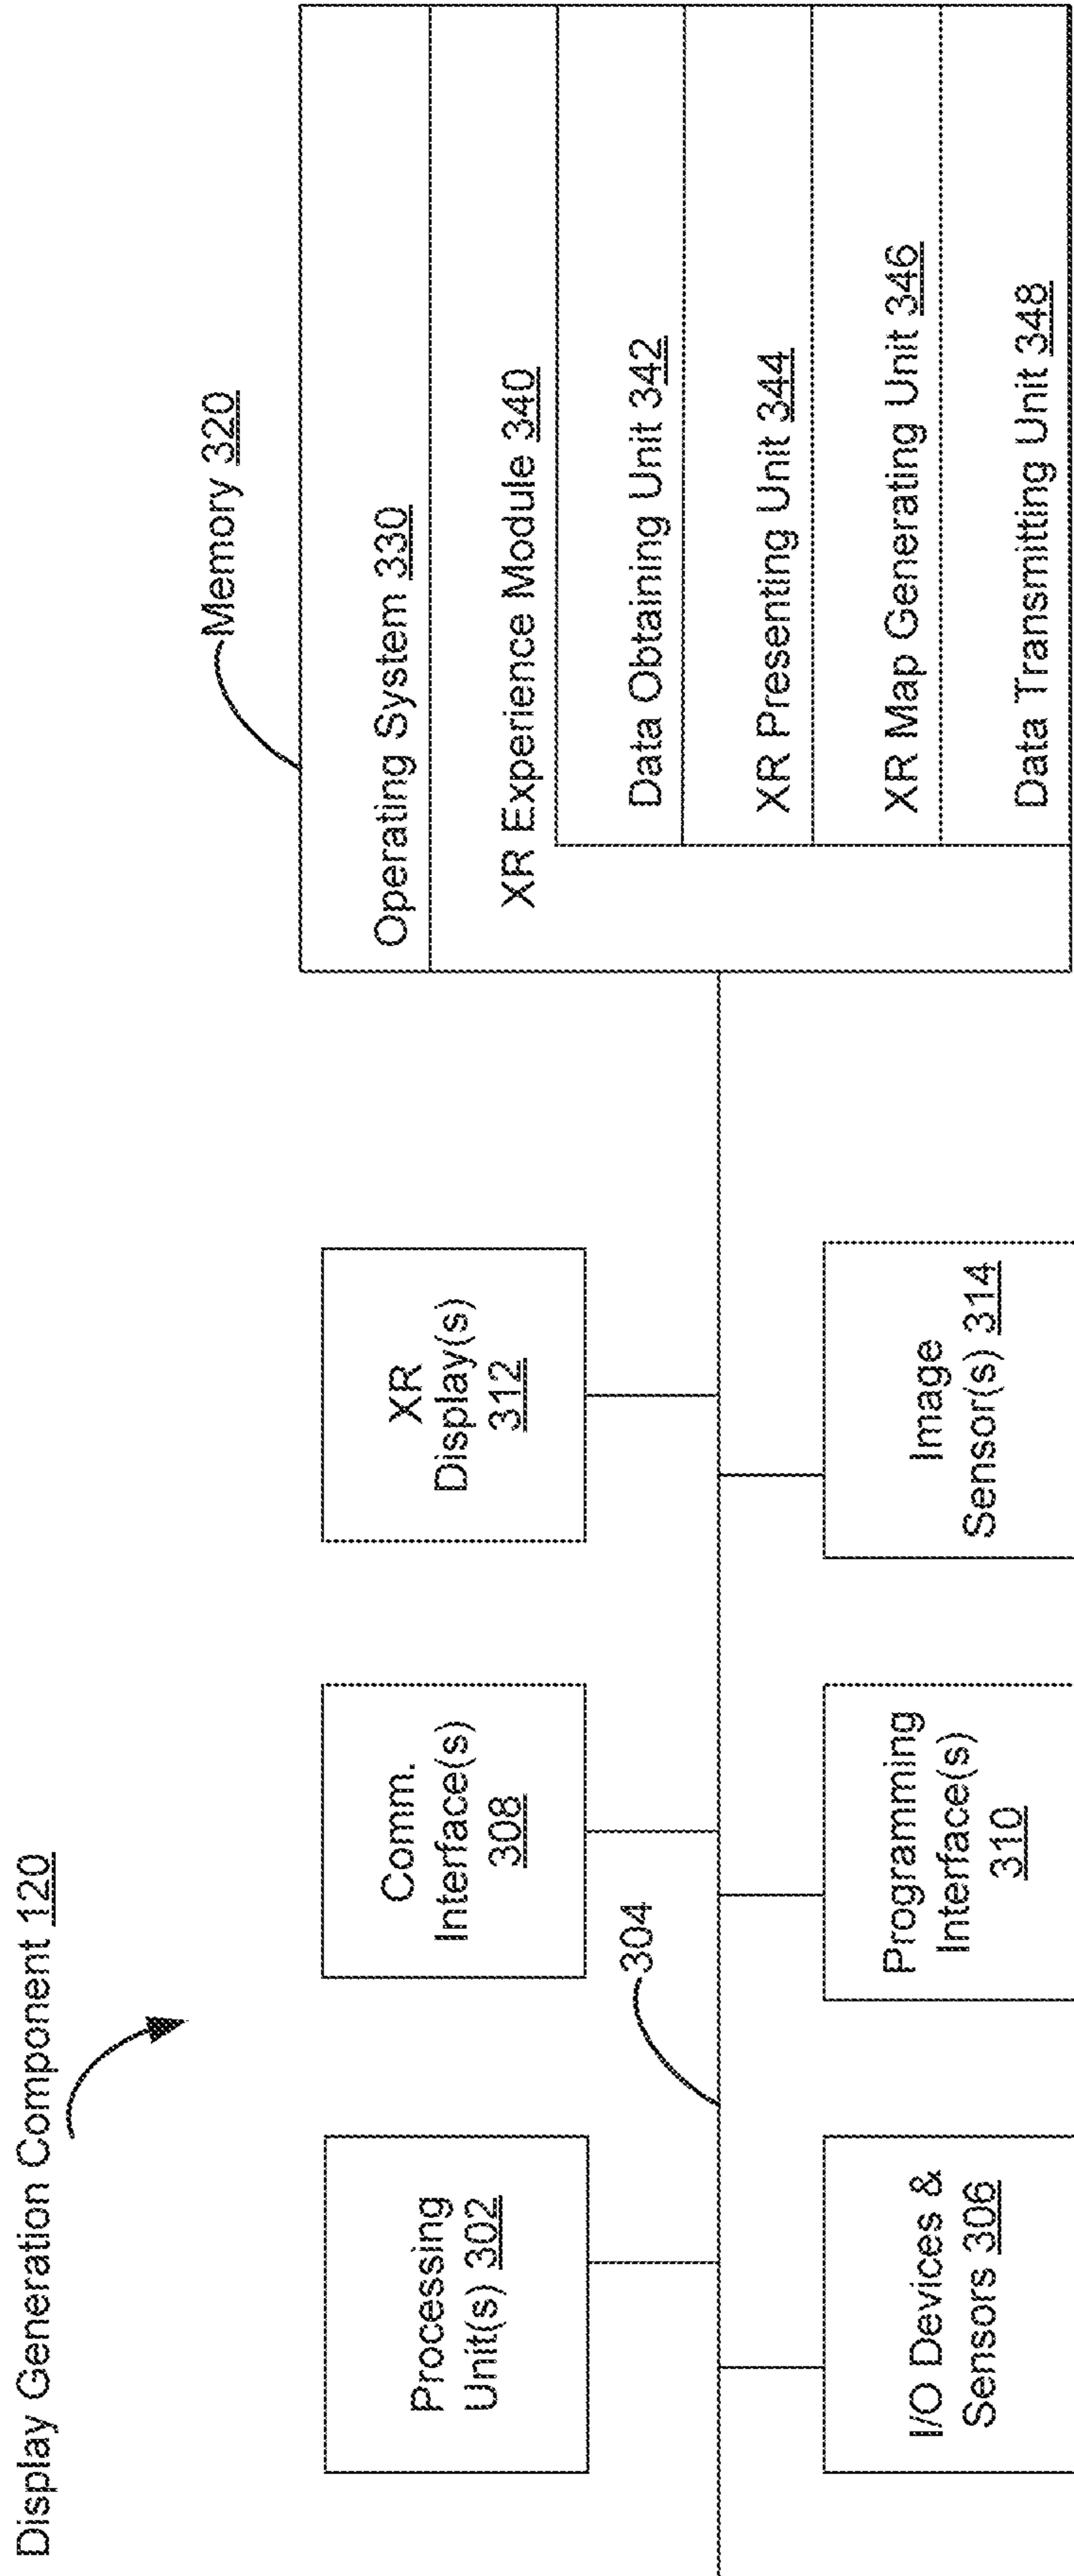 Display Generation Component 120
Memory 320
Processing
Unit(s) 302
Comm.
Interface(s)
308
XR
Display(s)
312
Operating System 330
XR Experience Module 340
Data Obtaining Unit 342
XR Presenting Unit 344
XR Map Generating Unit 346
Data Transmitting Unit 348
304
I/O Devices &
Sensors 306
Programming
Interface(s)
310
Image
Sensor(s) 314